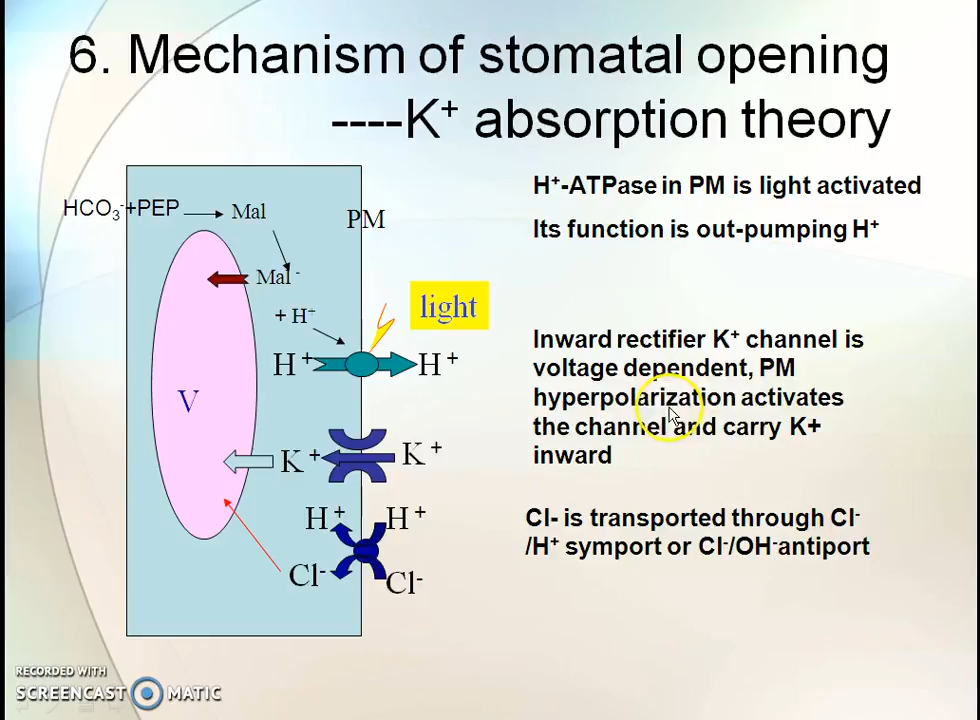 6. Mechanism of stomatal opening
----K⁺ absorption theory
HCO₃⁻+PEP
Mal
PM
Mal ⁻
+ H⁺
light
H⁺
H⁺
V
K⁺
K⁺
H⁺
H⁺
Cl⁻
Cl⁻
H⁺-ATPase in PM is light activated
Its function is out-pumping H⁺
Inward rectifier K⁺ channel is
voltage dependent, PM
hyperpolarization activates
the channel and carry K+
inward
Cl- is transported through Cl⁻
/H⁺ symport or Cl⁻/OH⁻antiport
RECORDED WITH
SCREENCAST MATIC